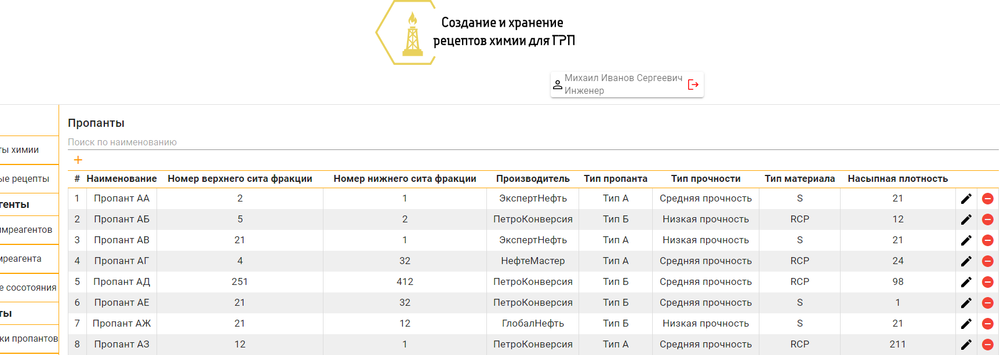 Создание и хранение
рецептов химии для ГРП
Михаил Иванов Сергеевич
Инженер
ты химии
ые рецепты
генты
имреагентов
мреагента
е сосотояния
ты
ки пропантов
Пропанты
Поиск по наименованию
# Наименование Номер верхнего сита фракции Номер нижнего сита фракции Производитель Тип пропанта Тип прочности Тип материала Насыпная плотность
1 Пропант АА 2 1 ЭкспертНефть Тип А Средняя прочность S 21
2 Пропант АБ 5 2 ПетроКонверсия Тип Б Низкая прочность RCP 12
3 Пропант АВ 21 1 ЭкспертНефть Тип А Низкая прочность S 21
4 Пропант АГ 4 32 НефтеМастер Тип А Средняя прочность RCP 24
5 Пропант АД 251 412 ПетроКонверсия Тип Б Средняя прочность RCP 98
6 Пропант АЕ 21 32 ПетроКонверсия Тип Б Средняя прочность S 1
7 Пропант АЖ 21 12 ГлобалНефть Тип Б Низкая прочность S 21
8 Пропант АЗ 12 1 ПетроКонверсия Тип А Средняя прочность RCP 211